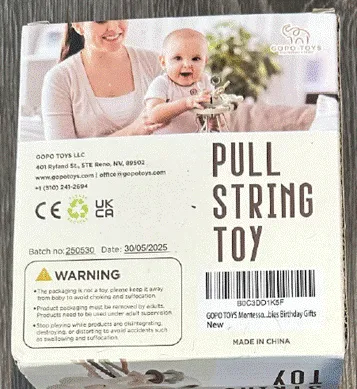 GOPO TOYS
GOPO TOYS LLC
401 Ryland St., STE Reno, NV, 89502
www.gopotoys.com | office@gopotoys.com
+1 (510) 241-2694
PULL
STRING
TOY
CE
UK
CA
Batch no: 250530 Date: 30/05/2025
WARNING
•The packaging is not a toy, please keep it away
from baby to avoid choking and suffocation.
•Product packaging must be removed by adults.
Products need to be used under adult supervision.
•Stop playing while products are disintegrating,
destroying, or distorting to avoid accidents such
as swallowing and suffocation.
B0C3DD1K5F
GOPO TOYS Montesso...bies Birthday Gifts
New
MADE IN CHINA
TOY